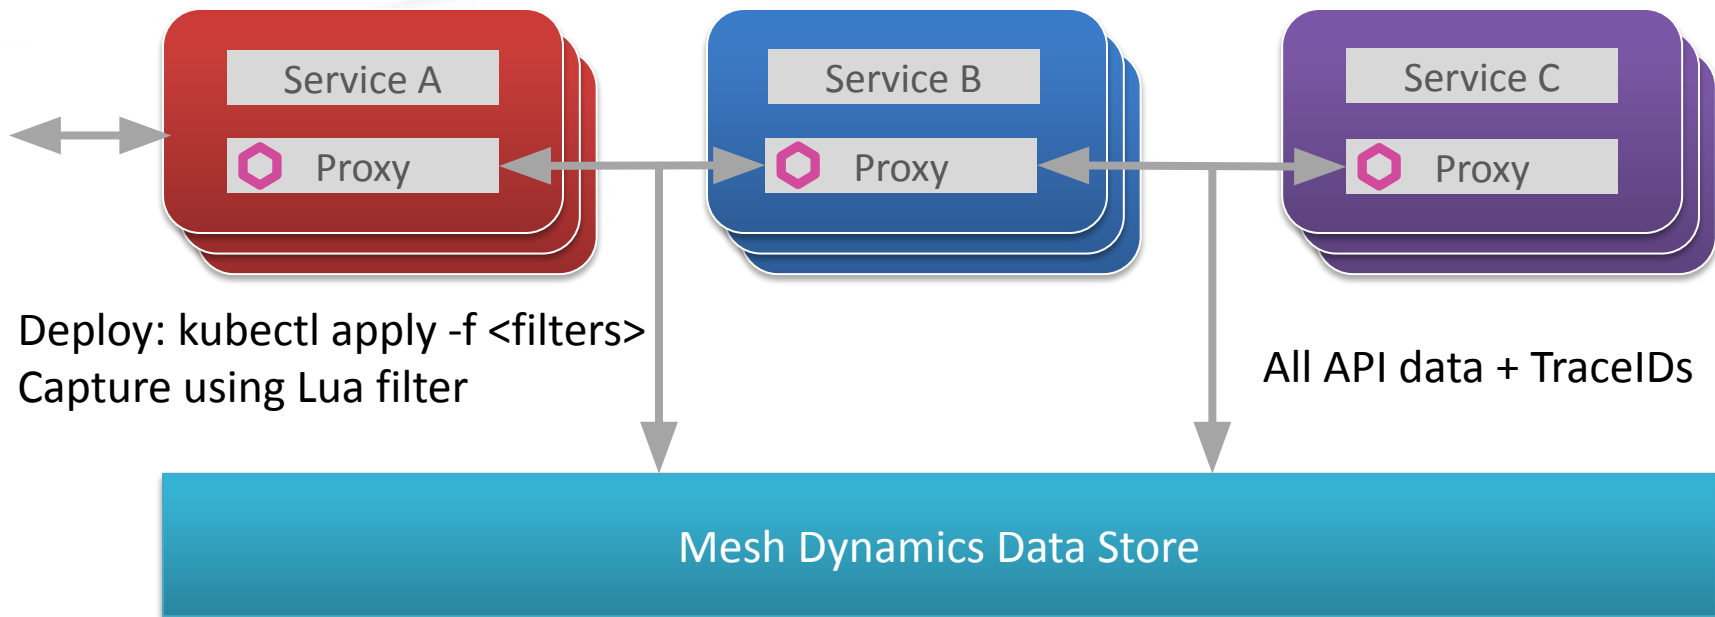 Service A
Service B
Service C
Proxy
Proxy
Proxy
Deploy: kubectl apply -f <filters>
Capture using Lua filter
All API data + TraceIDs
Mesh Dynamics Data Store